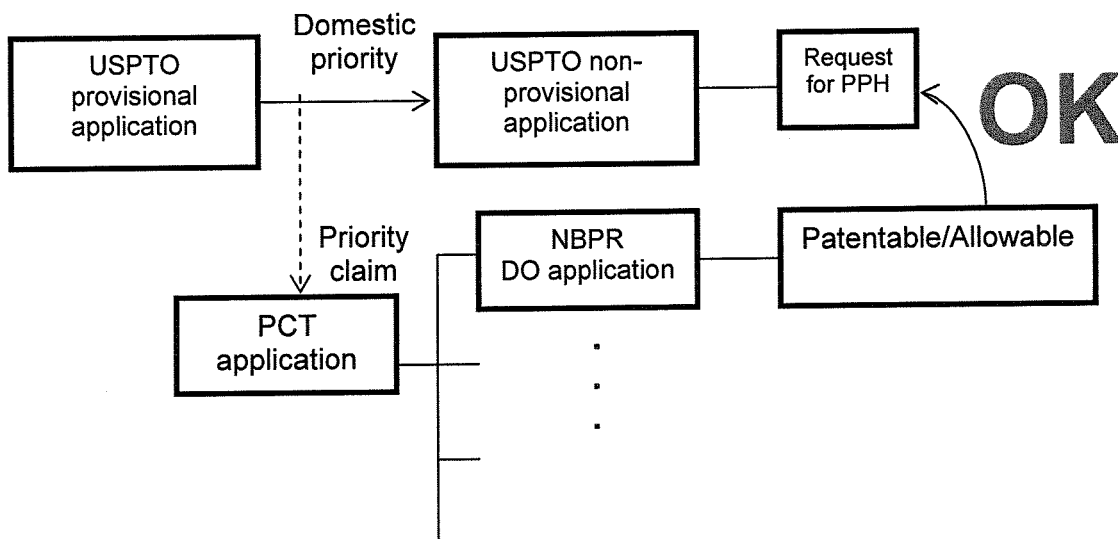 Domestic
priority
USPTO
provisional
application
USPTO non-
provisional
application
Request
for PPH
OK
Priority
claim
NBPR
DO application
Patentable/Allowable
PCT
application